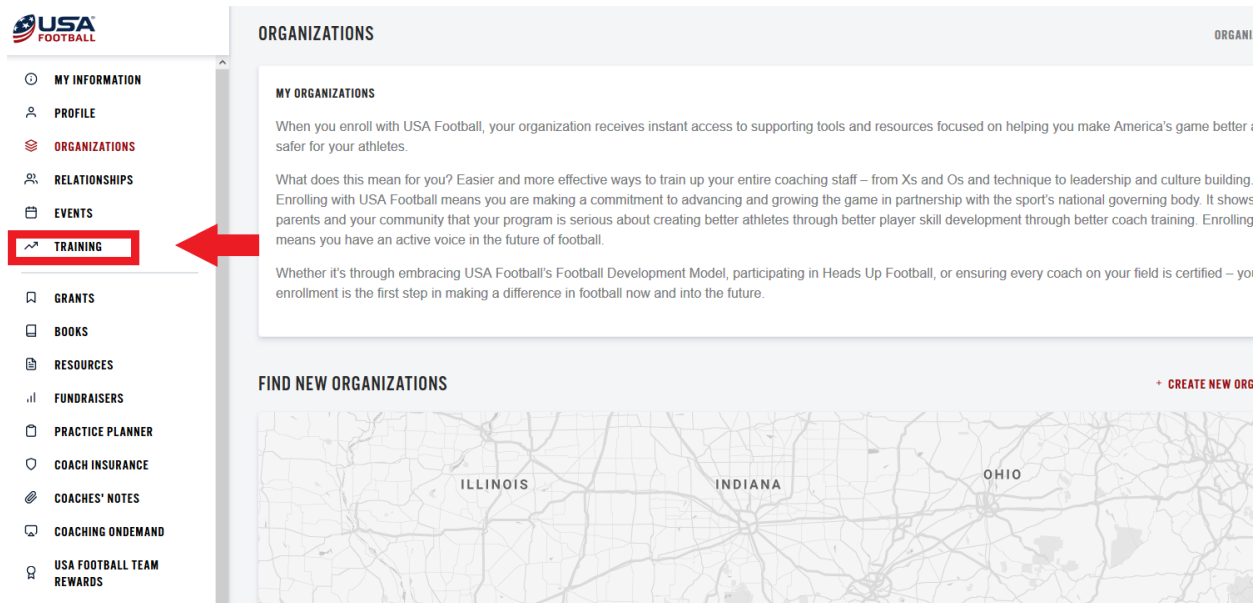 USA
FOOTBALL
MY INFORMATION
PROFILE
ORGANIZATIONS
RELATIONSHIPS
EVENTS
TRAINING
GRANTS
BOOKS
RESOURCES
FUNDRAISERS
PRACTICE PLANNER
COACH INSURANCE
COACHES' NOTES
COACHING ONDEMAND
USA FOOTBALL TEAM
REWARDS
ORGANIZATIONS
ORGANI
MY ORGANIZATIONS
When you enroll with USA Football, your organization receives instant access to supporting tools and resources focused on helping you make America's game better a
safer for your athletes.
What does this mean for you? Easier and more effective ways to train up your entire coaching staff – from Xs and Os and technique to leadership and culture building.
Enrolling with USA Football means you are making a commitment to advancing and growing the game in partnership with the sport's national governing body. It shows
parents and your community that your program is serious about creating better athletes through better player skill development through better coach training. Enrolling
means you have an active voice in the future of football.
Whether it's through embracing USA Football's Football Development Model, participating in Heads Up Football, or ensuring every coach on your field is certified – you
enrollment is the first step in making a difference in football now and into the future.
FIND NEW ORGANIZATIONS
+ CREATE NEW ORG
ILLINOIS
INDIANA
OHIO